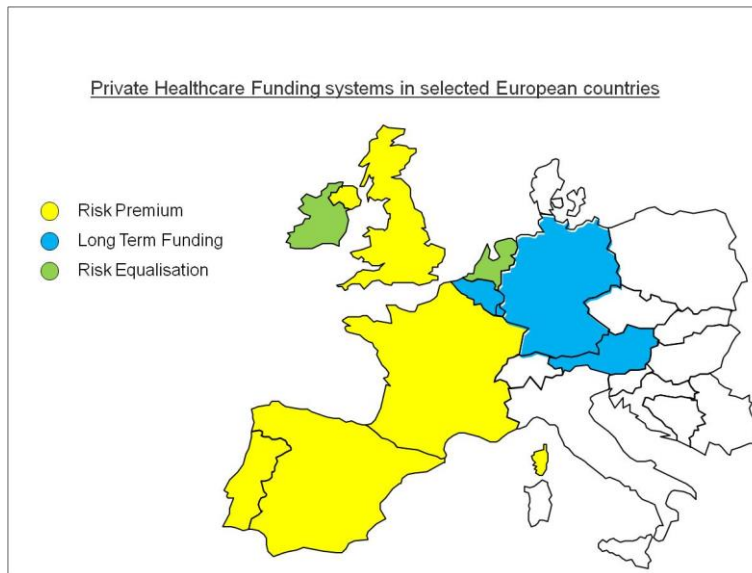 Private Healthcare Funding systems in selected European countries
Risk Premium
Long Term Funding
Risk Equalisation